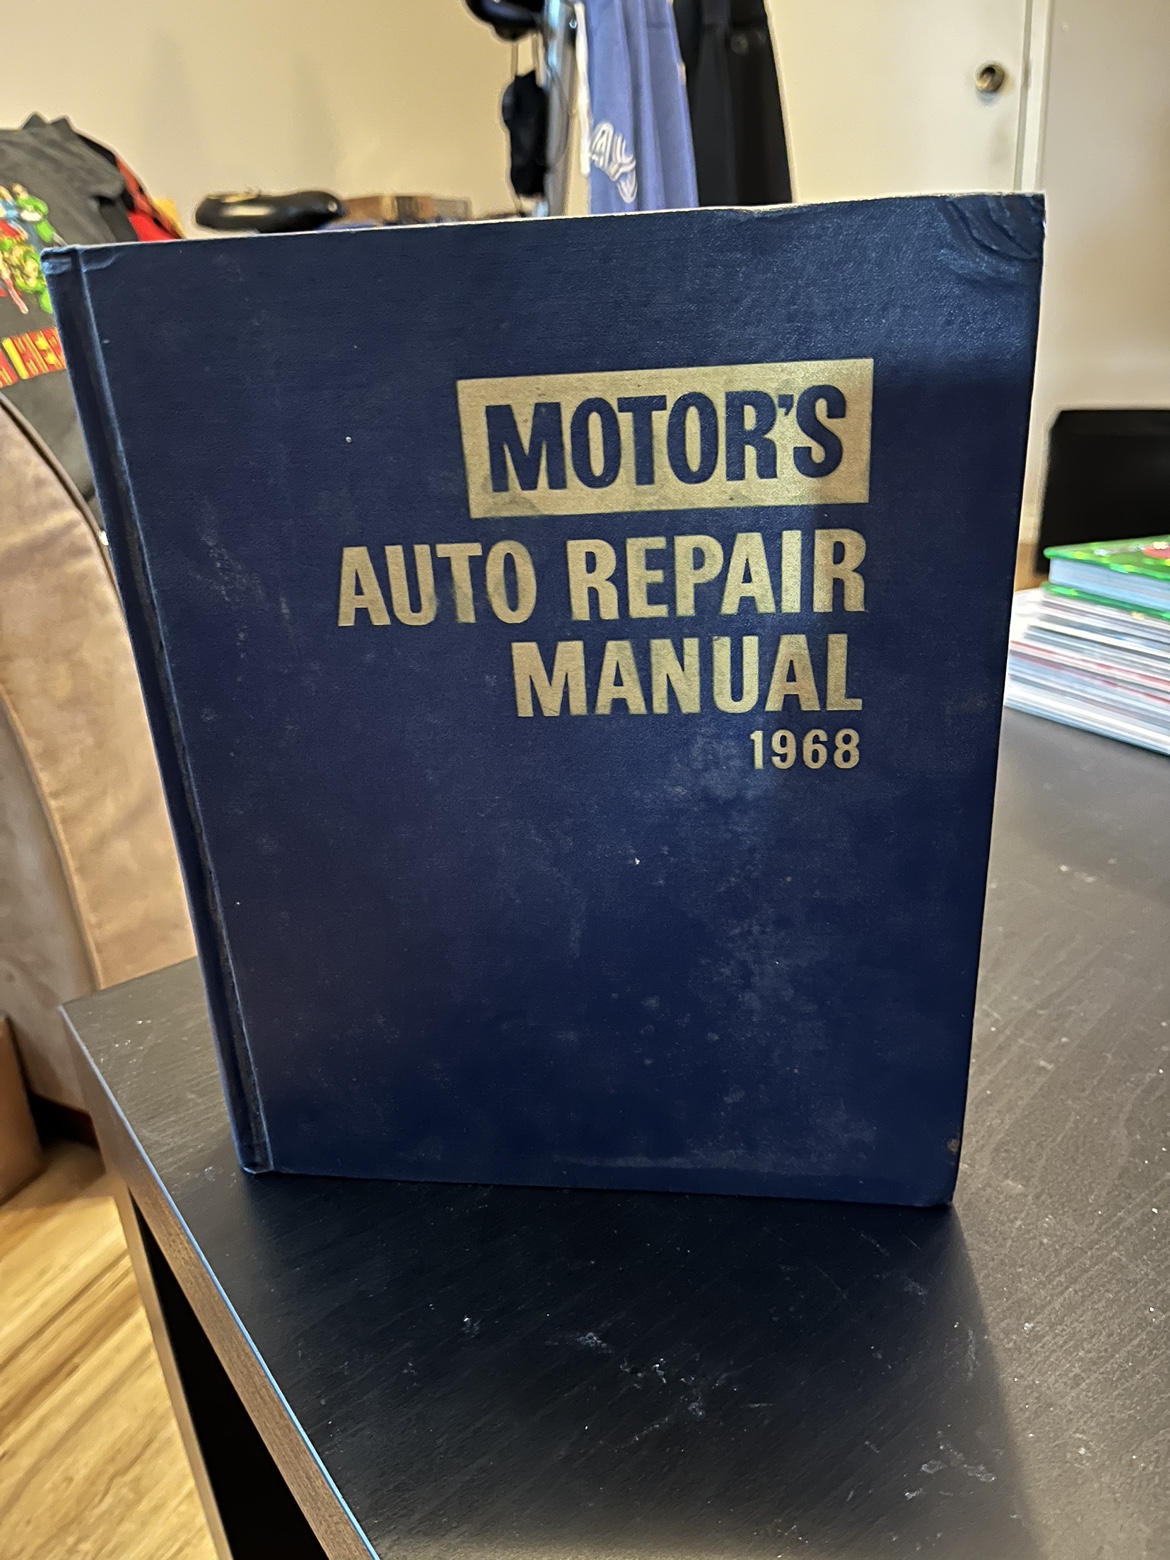 MOTOR'S
AUTO REPAIR
MANUAL
1968